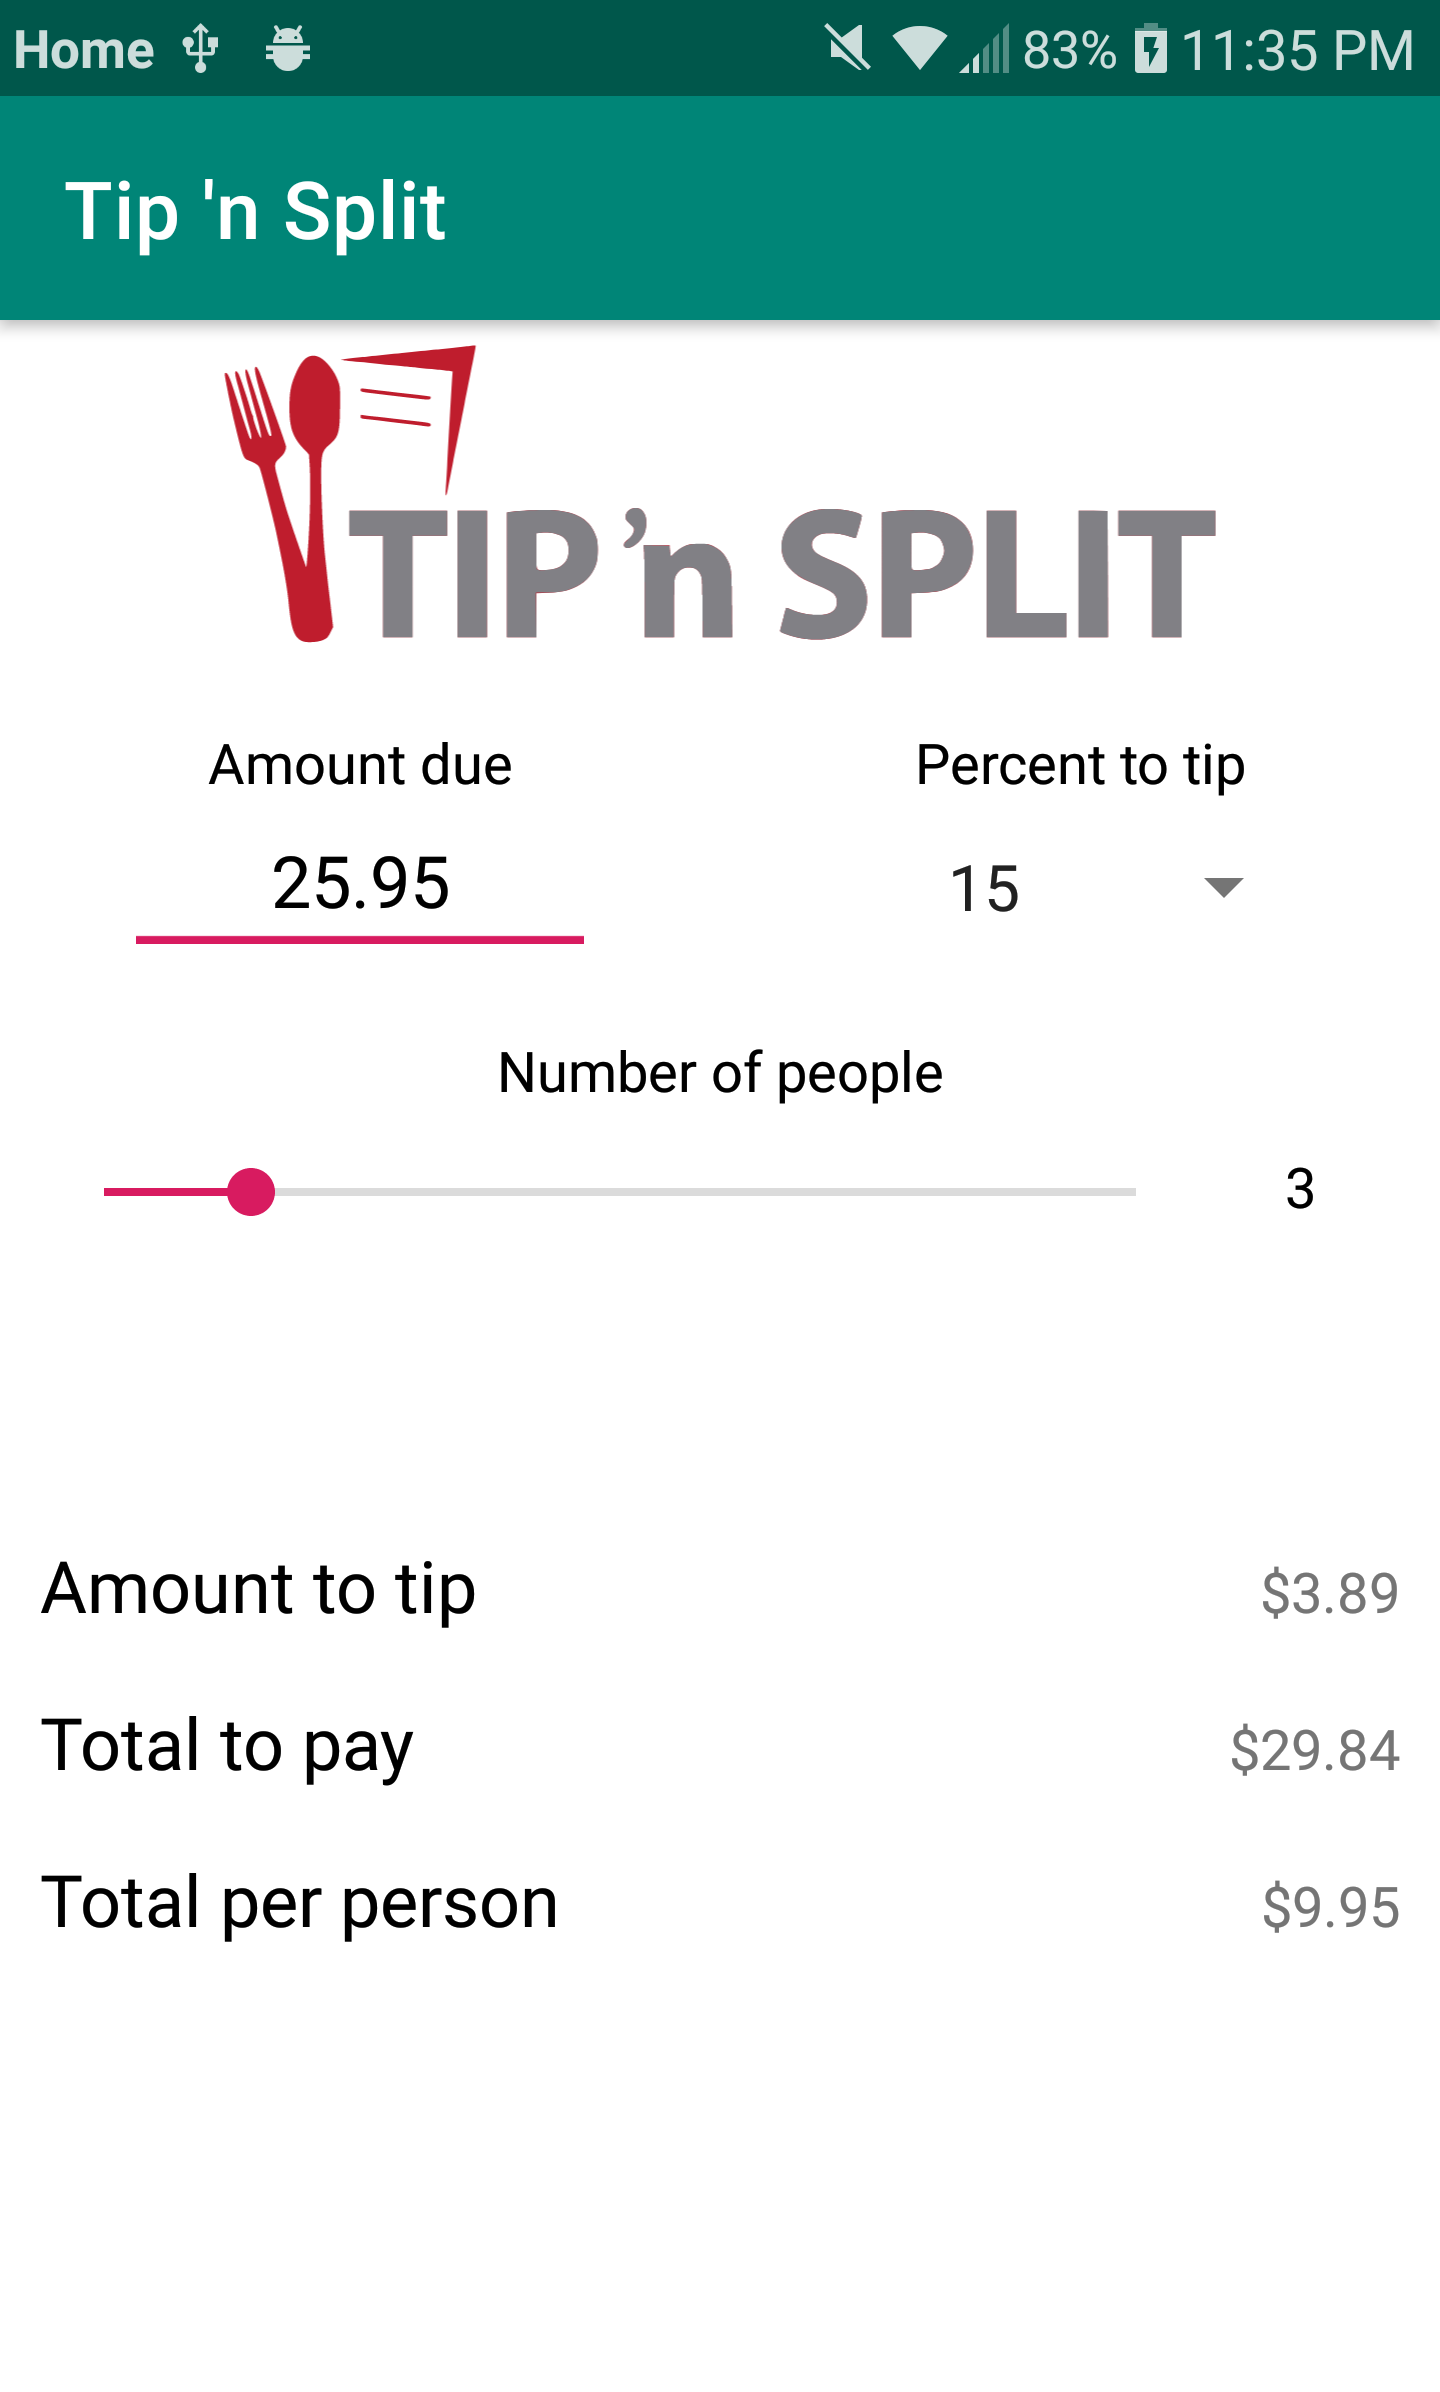 Home 83% 11:35 PM
Tip 'n Split
TIP ’n SPLIT
Amount due Percent to tip
25.95 15
Number of people
3
Amount to tip $3.89
Total to pay $29.84
Total per person $9.95